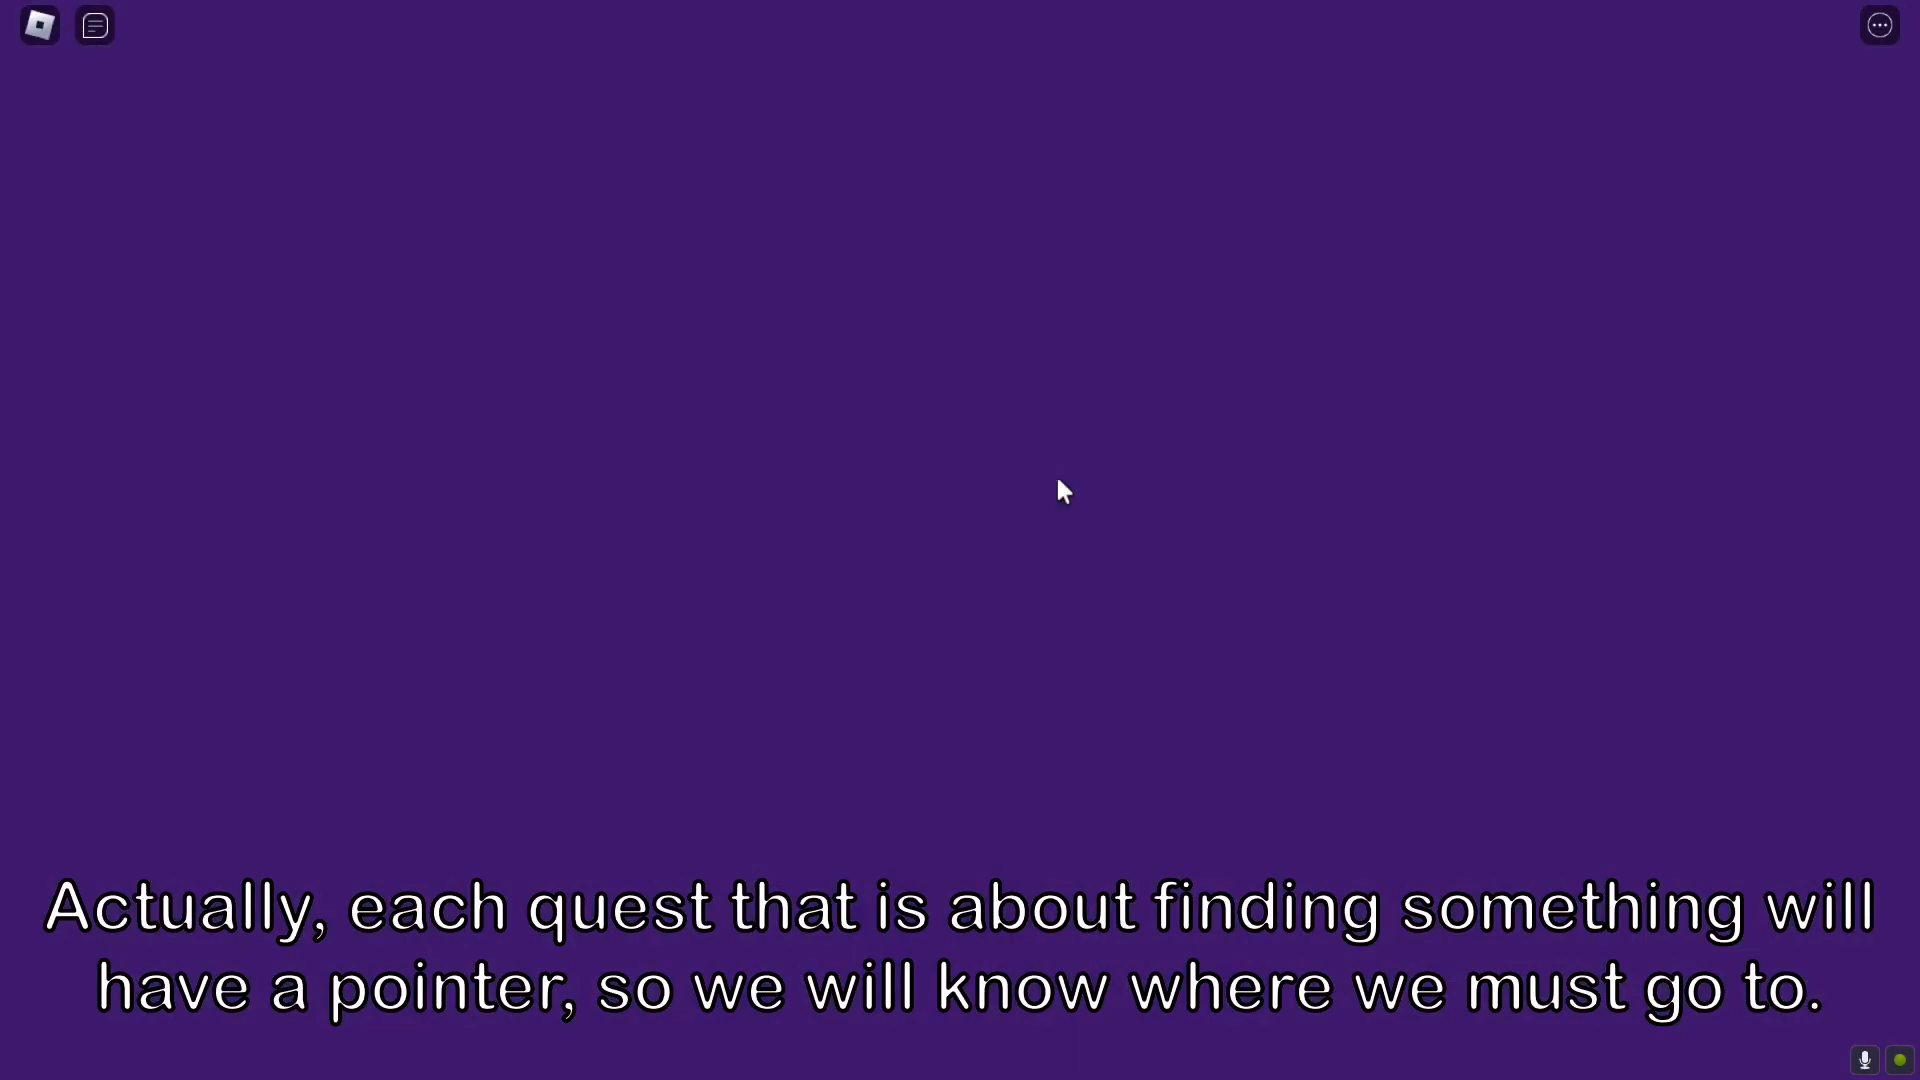 Actually, each quest that is about finding something will
have a pointer, so we will know where we must go to.